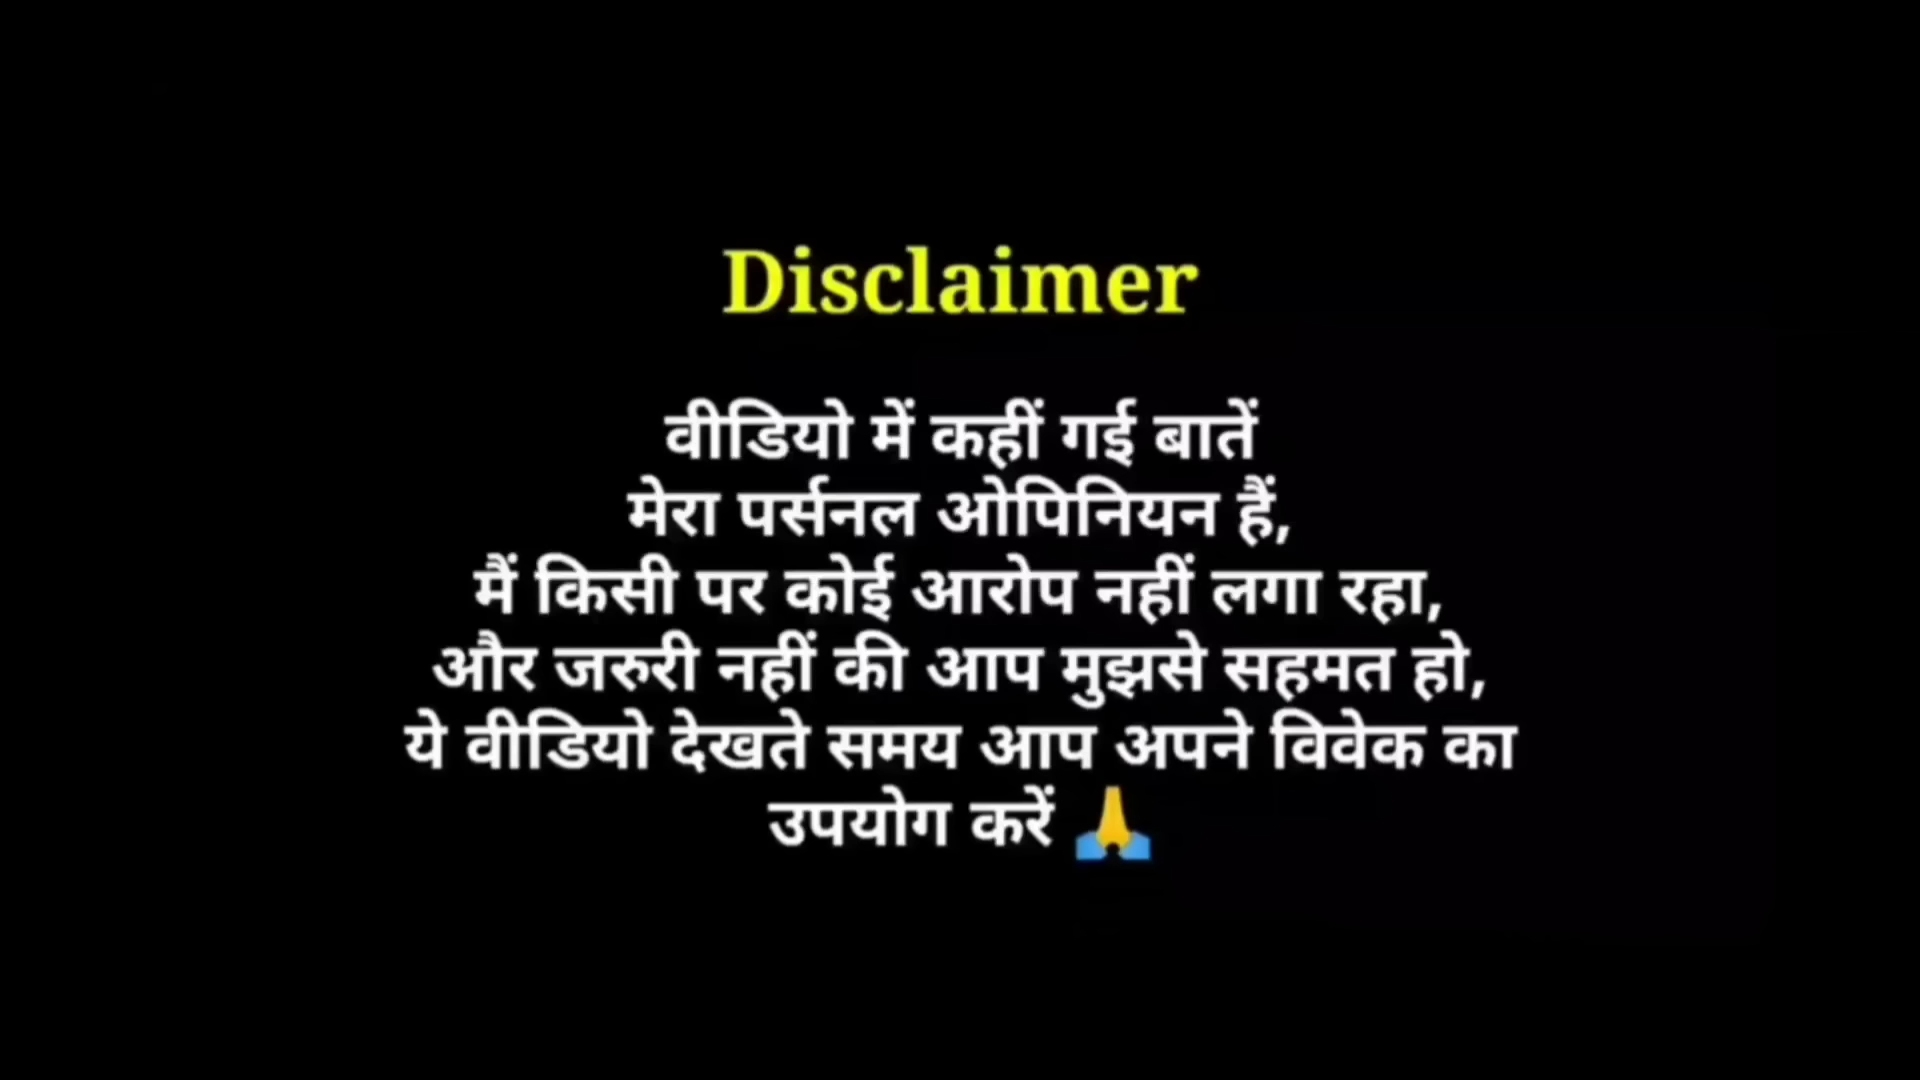 Disclaimer
वीडियो में कहीं गई बातें
मेरा पर्सनल ओपिनियन हैं,
मैं किसी पर कोई आरोप नहीं लगा रहा,
और जरुरी नहीं की आप मुझसे सहमत हो,
ये वीडियो देखते समय आप अपने विवेक का
उपयोग करें 🙏